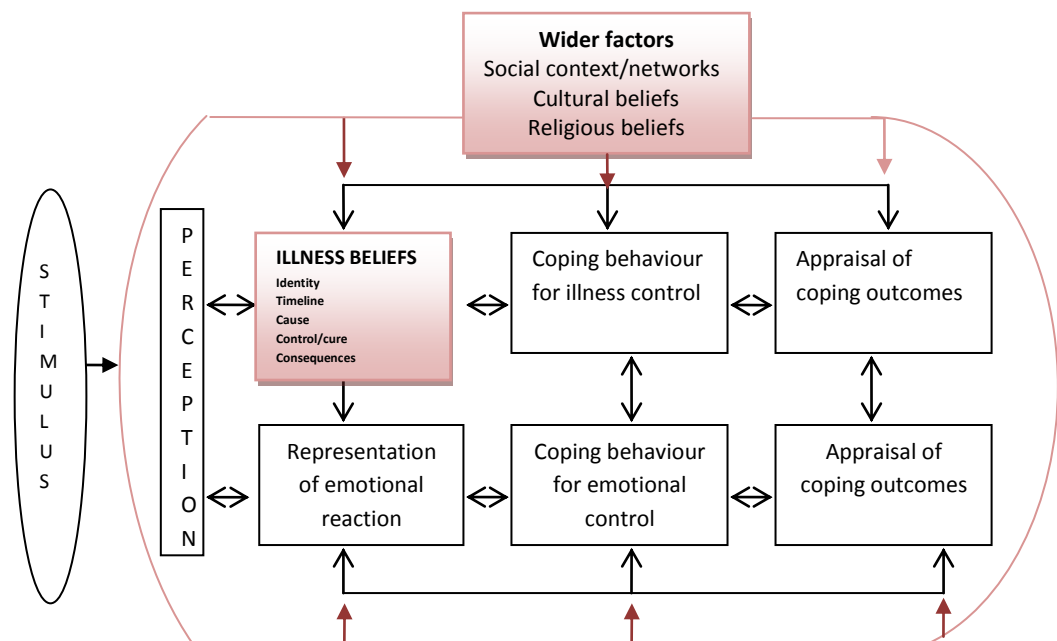 Wider factors
Social context/networks
Cultural beliefs
Religious beliefs
STIMULUS
PERCEPTION
ILLNESS BELIEFS
Identity
Timeline
Cause
Control/cure
Consequences
Coping behaviour
for illness control
Appraisal of
coping outcomes
Representation
of emotional
reaction
Coping behaviour
for emotional
control
Appraisal of
coping outcomes